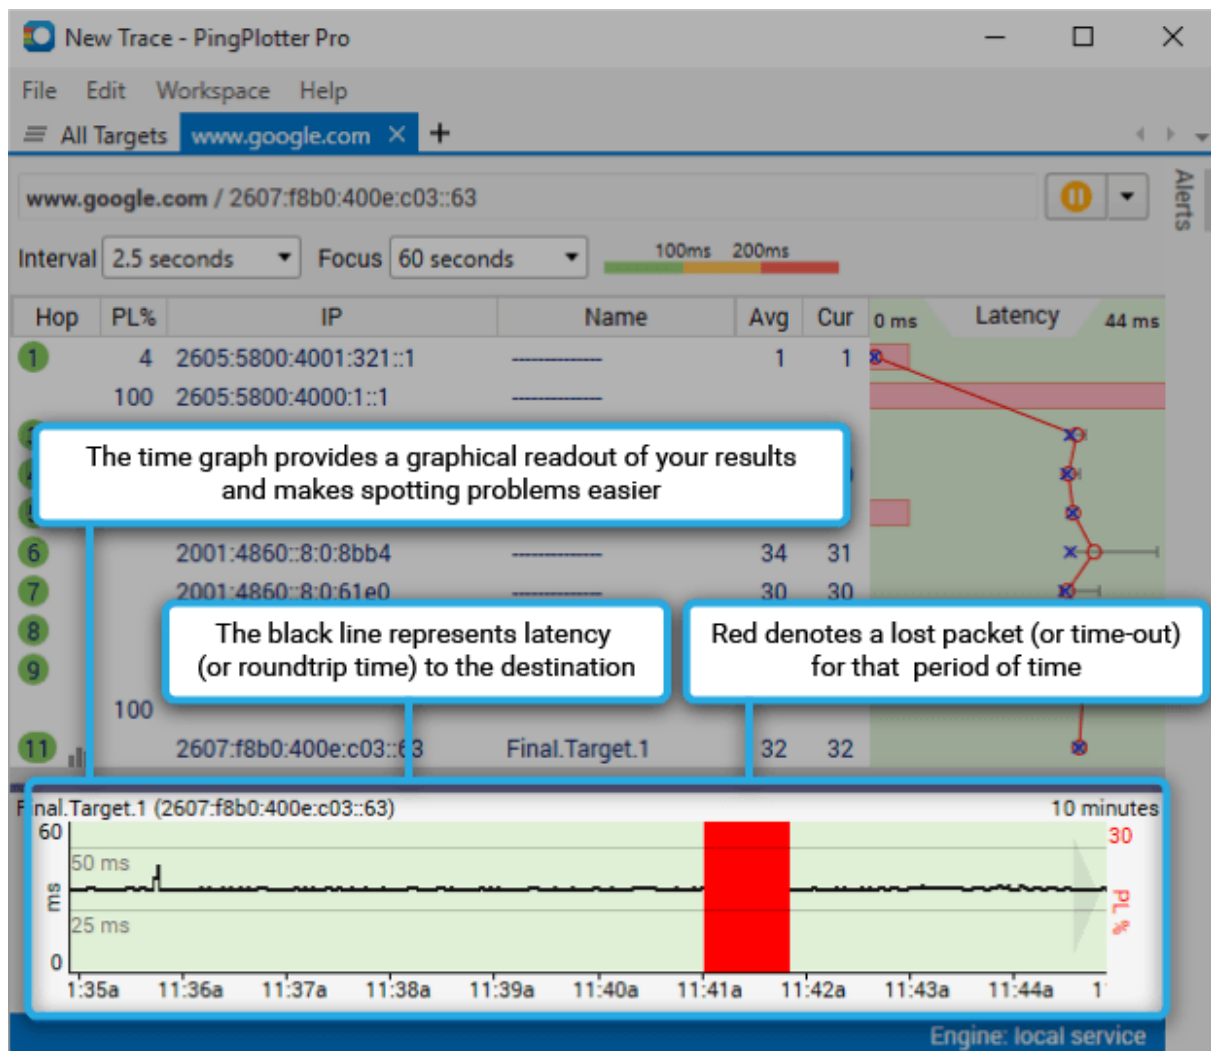 New Trace - PingPlotter Pro
File Edit Workspace Help
All Targets www.google.com × +
www.google.com / 2607:f8b0:400e:c03::63
Alerts
Interval 2.5 seconds Focus 60 seconds 100ms 200ms
Hop PL% IP Name Avg Cur 0 ms Latency 44 ms
1 4 2605:5800:4001:321::1 -------------- 1 1
100 2605:5800:4000:1::1 --------------
The time graph provides a graphical readout of your results
and makes spotting problems easier
6 2001:4860::8:0:8bb4 -------------- 34 31
7 2001:4860::8:0:61e0 -------------- 30 30
8
9
The black line represents latency
(or roundtrip time) to the destination
Red denotes a lost packet (or time-out)
for that period of time
100
11 2607:f8b0:400e:c03::63 Final.Target.1 32 32
Final.Target.1 (2607:f8b0:400e:c03::63) 10 minutes
60 30
50 ms
ms PL %
25 ms
0
1:35a 11:36a 11:37a 11:38a 11:39a 11:40a 11:41a 11:42a 11:43a 11:44a 1
Engine: local service